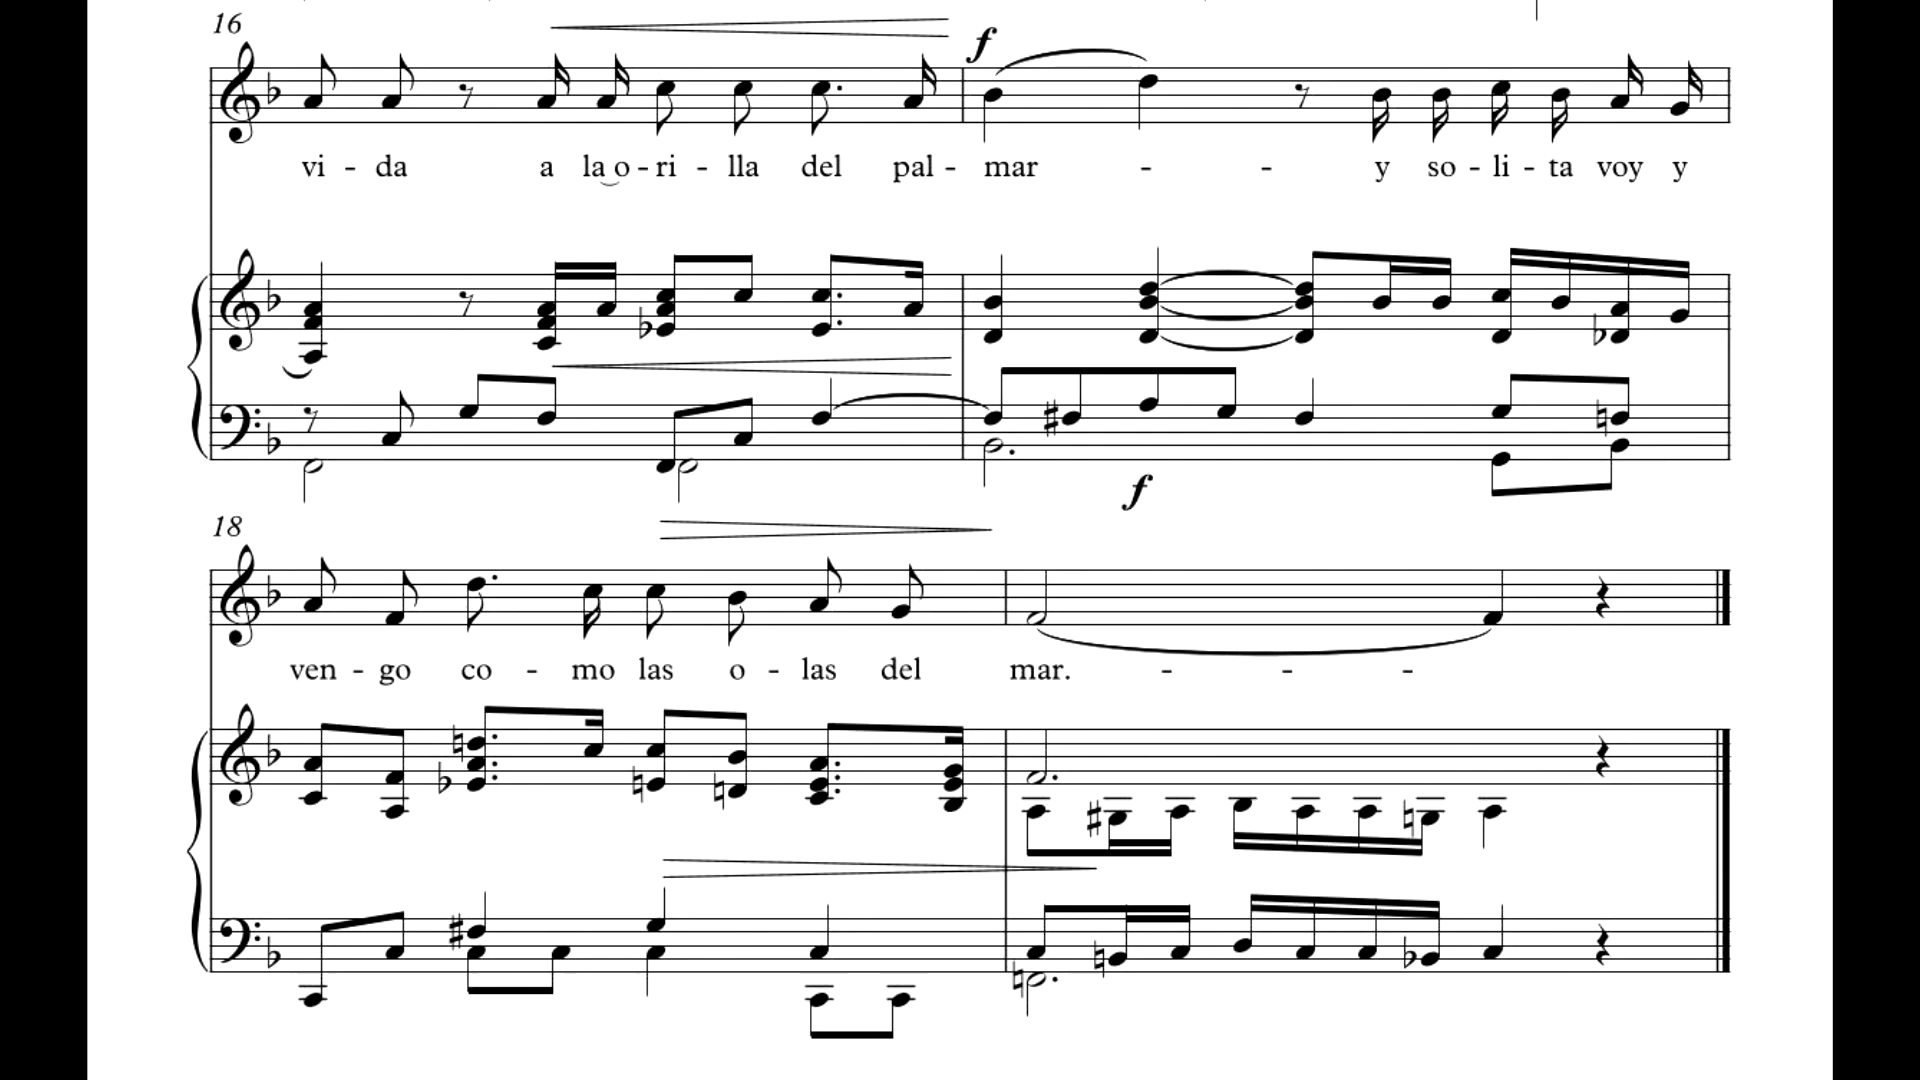 16
f
vi - da a la o - ri - lla del pal - mar - - y so - li - ta voy y
f
18
ven - go co - mo las o - las del mar. - - -